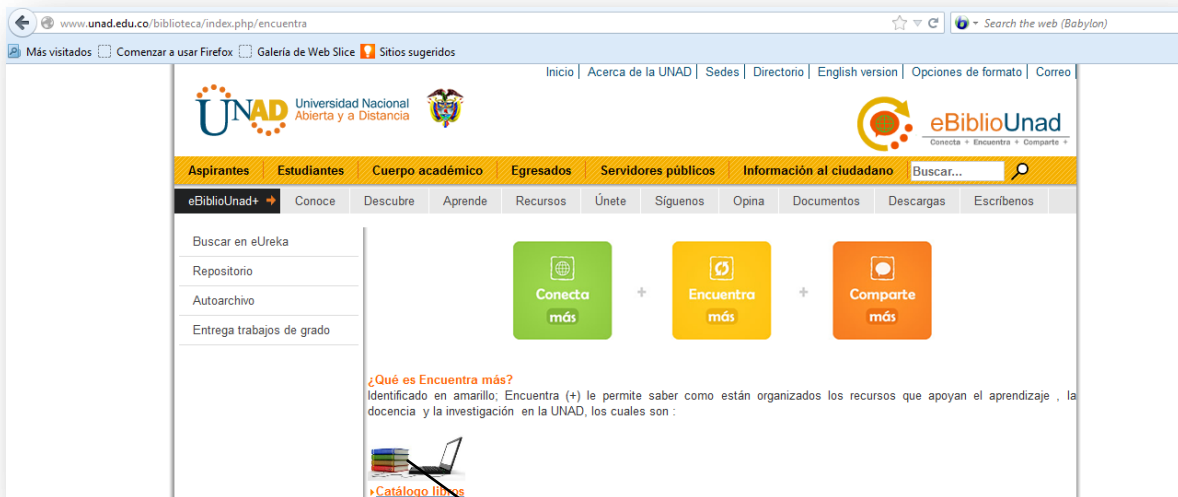 www.unad.edu.co/biblioteca/index.php/encuentra
Search the web (Babylon)
Más visitados Comenzar a usar Firefox Galería de Web Slice Sitios sugeridos
Inicio | Acerca de la UNAD | Sedes | Directorio | English version | Opciones de formato | Correo |
UNAD Universidad Nacional
Abierta y a Distancia
eBiblioUnad
Conecta + Encuentra + Comparte +
Aspirantes Estudiantes Cuerpo académico Egresados Servidores públicos Información al ciudadano Buscar...
eBiblioUnad+ Conoce Descubre Aprende Recursos Únete Síguenos Opina Documentos Descargas Escríbenos
Buscar en eUreka
Repositorio
Autoarchivo
Entrega trabajos de grado
Conecta + Encuentra + Comparte
más más más
¿Qué es Encuentra más?
Identificado en amarillo; Encuentra (+) le permite saber como están organizados los recursos que apoyan el aprendizaje , la
docencia y la investigación en la UNAD, los cuales son :
Catálogo libros